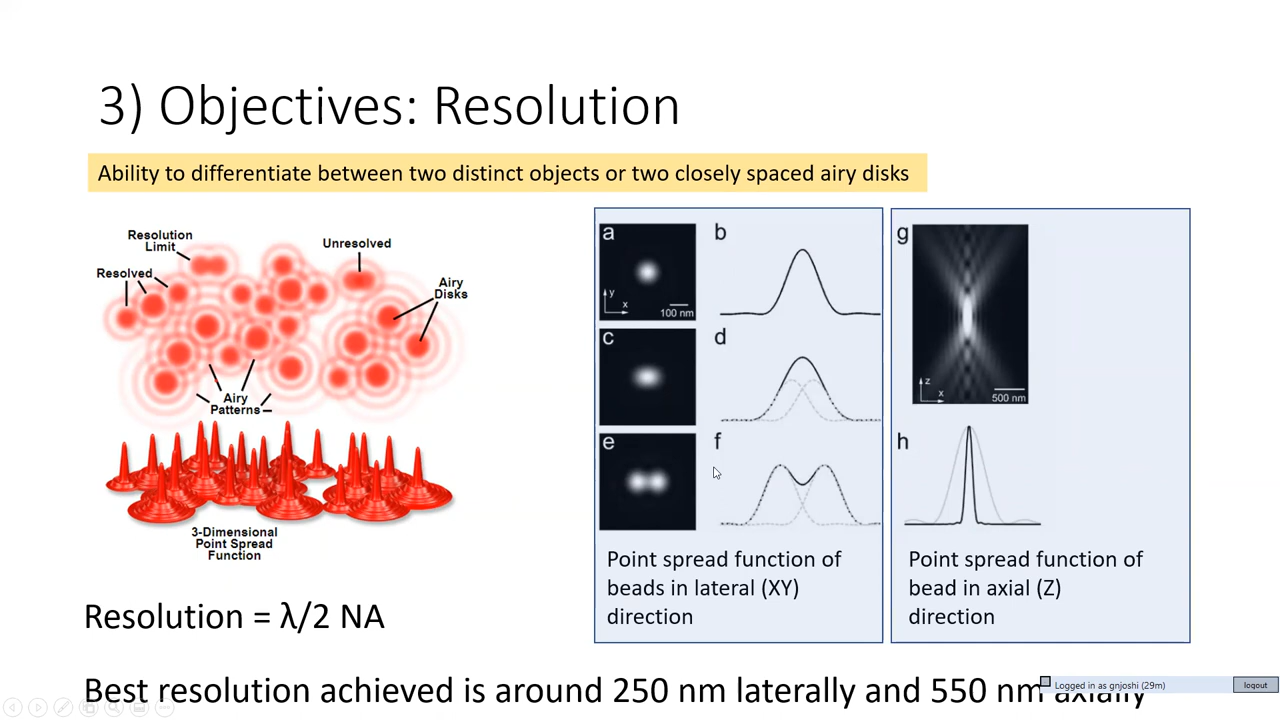 3) Objectives: Resolution
Ability to differentiate between two distinct objects or two closely spaced airy disks
Resolution
Limit
Unresolved
Resolved
Airy
Disks
Airy
Patterns
3-Dimensional
Point Spread
Function
a
y
x
100 nm
b
c
d
e
f
Point spread function of
beads in lateral (XY)
direction
g
z
x
500 nm
h
Point spread function of
bead in axial (Z)
direction
Resolution = λ/2 NA
Best resolution achieved is around 250 nm laterally and 550 nm axially
Logged in as gnjoshi (29m)
logout